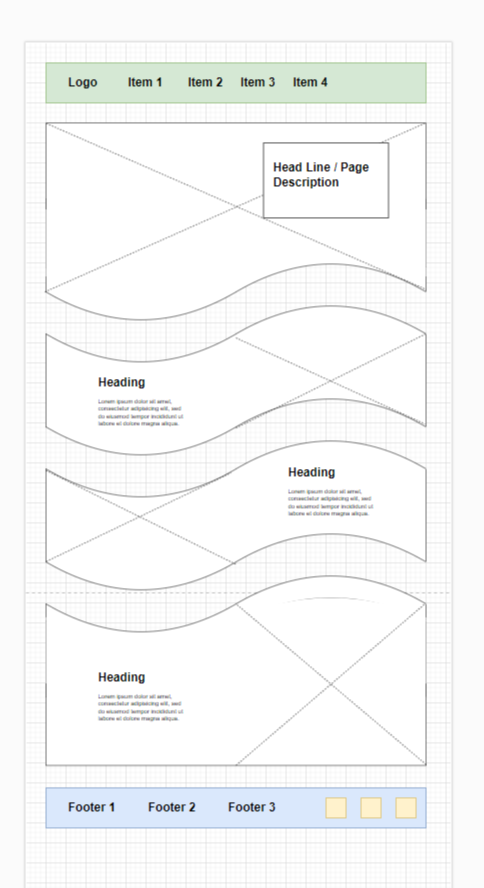 Logo Item 1 Item 2 Item 3 Item 4
Head Line / Page
Description
Heading
Lorem ipsum dolor sit amet,
consectetur adipisicing elit, sed
do eiusmod tempor incididunt ut
labore et dolore magna aliqua.
Heading
Lorem ipsum dolor sit amet,
consectetur adipisicing elit, sed
do eiusmod tempor incididunt ut
labore et dolore magna aliqua.
Heading
Lorem ipsum dolor sit amet,
consectetur adipisicing elit, sed
do eiusmod tempor incididunt ut
labore et dolore magna aliqua.
Footer 1 Footer 2 Footer 3